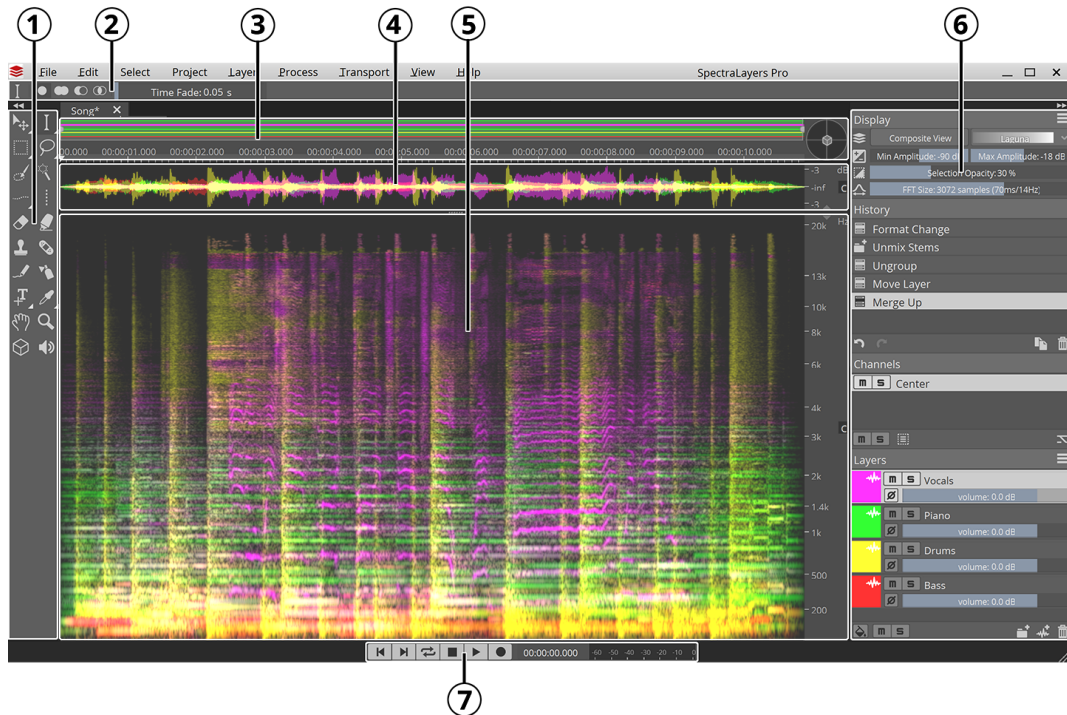 1 2 3 4 5 6
File Edit Select Project Layer Process Transport View Help SpectraLayers Pro
Time Fade: 0.05 s
Song*
Display
Composite View Laguna
Min Amplitude: -90 dB Max Amplitude: -18 dB
Selection Opacity: 30 %
FFT Size: 3072 samples (70ms/14Hz)
00:00:01.000 00:00:02.000 00:00:03.000 00:00:04.000 00:00:05.000 00:00:06.000 00:00:07.000 00:00:08.000 00:00:09.000 00:00:10.000
-3 dB
-inf C
-3
History
Format Change
Unmix Stems
Ungroup
Move Layer
Merge Up
20k Hz
13k
10k
8k
6k
4k
3k C
2k
1.4k
1k
500
200
Channels
m s Center
m s
Layers
m s Vocals
Ø volume: 0.0 dB
m s Piano
Ø volume: 0.0 dB
m s Drums
Ø volume: 0.0 dB
m s Bass
Ø volume: 0.0 dB
m s
00:00:00.000 -60 -50 -40 -30 -20 -10 0
7